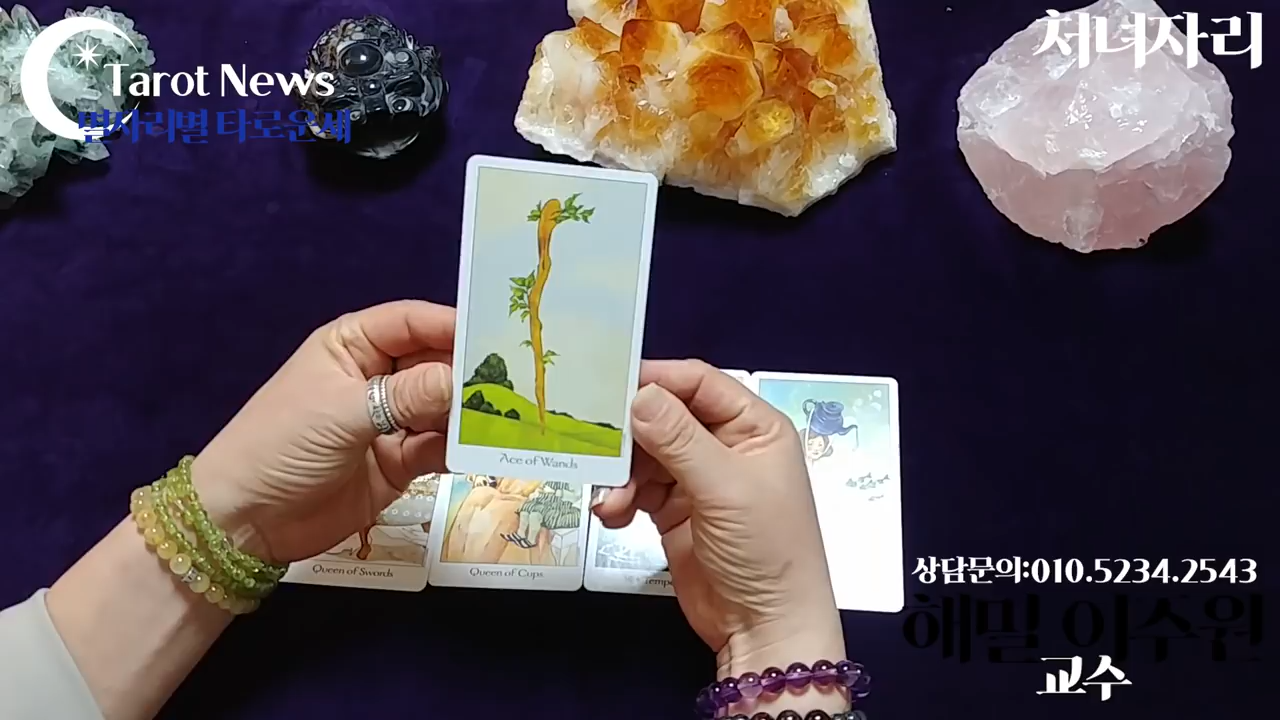 Tarot News
별자리별 타로운세
처녀자리
Ace of Wands
Queen of Swords
Queen of Cups
상담문의:010.5234.2543
해밀 이주원
교수